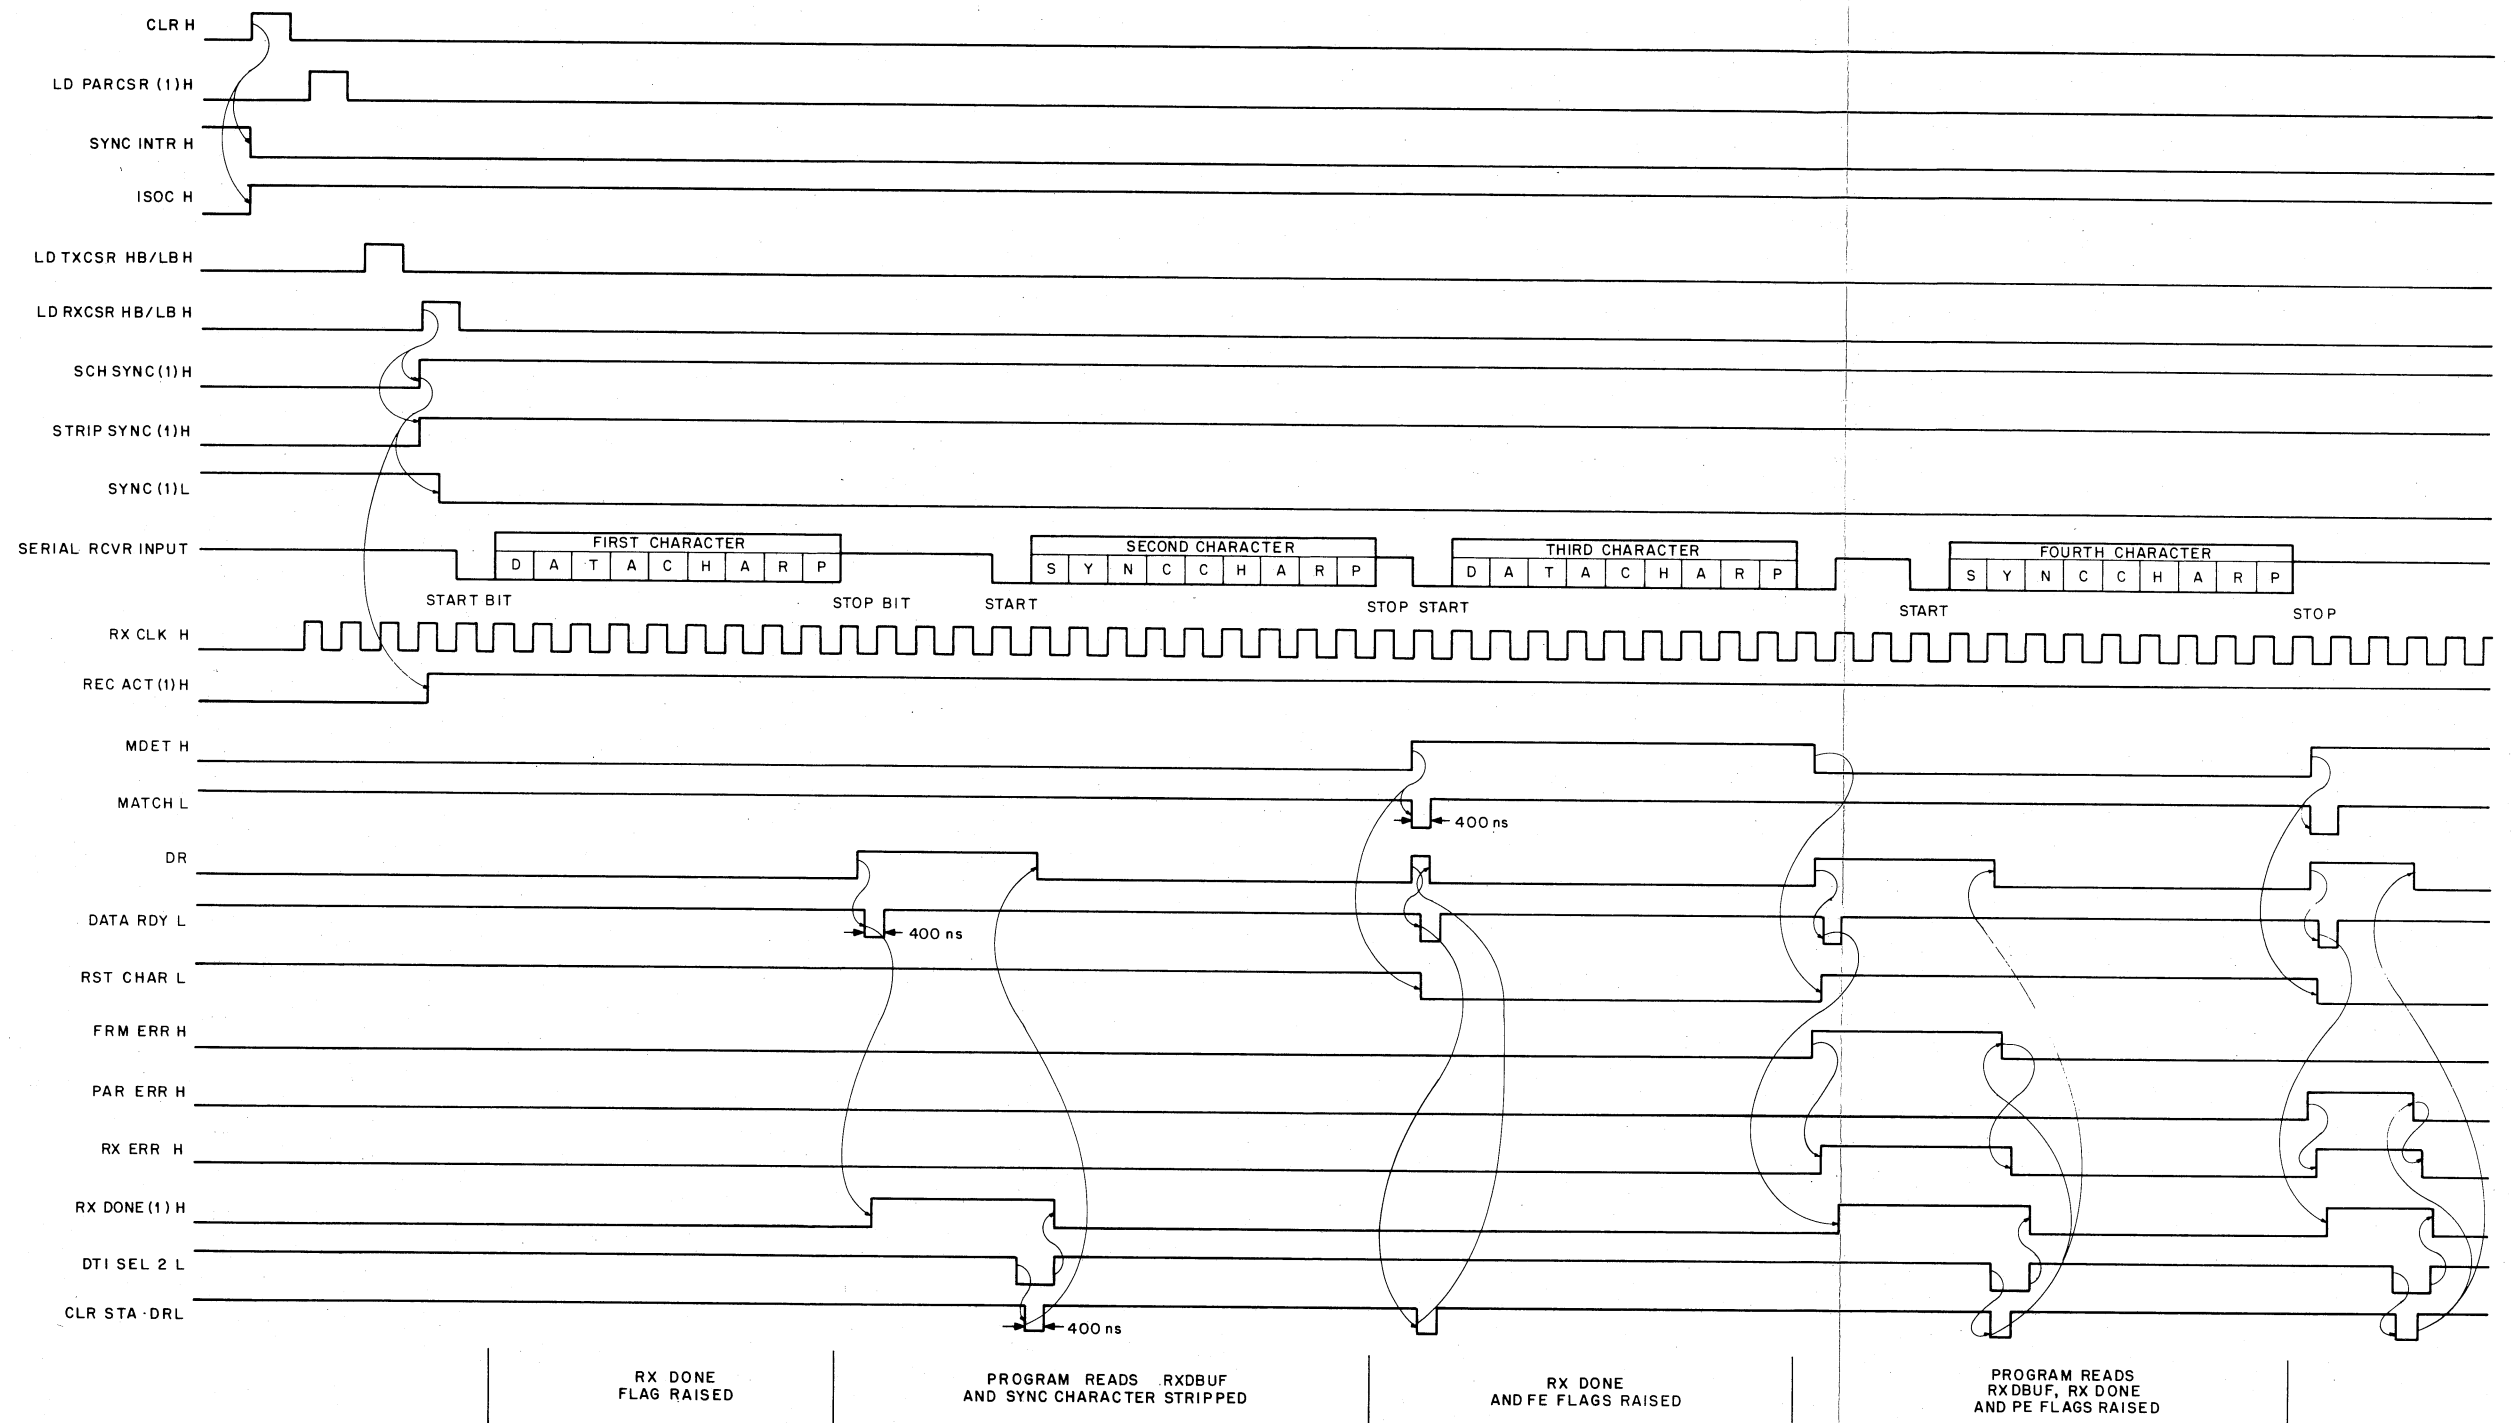 CLR H
LD PARCSR (1) H
SYNC INTR H
ISOC H
LD TXCSR HB/LB H
LD RXCSR HB/LB H
SCH SYNC (1) H
STRIP SYNC (1) H
SYNC (1) L
SERIAL RCVR INPUT
FIRST CHARACTER
D A T A C H A R P
SECOND CHARACTER
S Y N C C H A R P
THIRD CHARACTER
D A T A C H A R P
FOURTH CHARACTER
S Y N C C H A R P
START BIT
STOP BIT
START
STOP START
START
STOP
RX CLK H
REC ACT (1) H
MDET H
MATCH L
400 ns
DR
DATA RDY L
400 ns
RST CHAR L
FRM ERR H
PAR ERR H
RX ERR H
RX DONE (1) H
DTI SEL 2 L
CLR STA · DRL
400 ns
RX DONE
FLAG RAISED
PROGRAM READS RXDBUF
AND SYNC CHARACTER STRIPPED
RX DONE
AND FE FLAGS RAISED
PROGRAM READS
RXDBUF, RX DONE
AND PE FLAGS RAISED